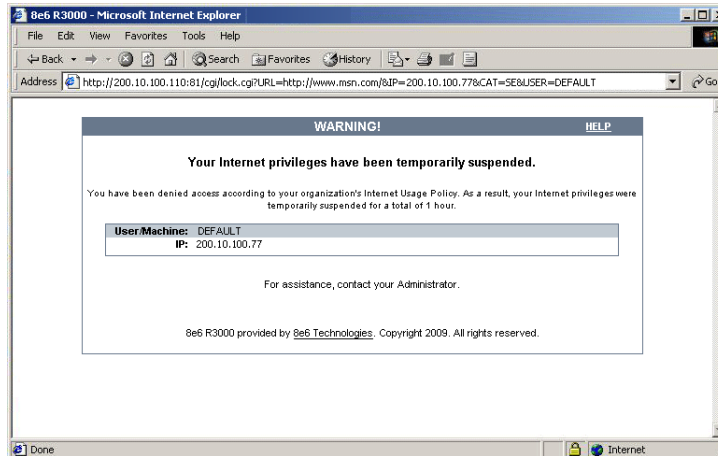 8e6 R3000 - Microsoft Internet Explorer
File Edit View Favorites Tools Help
Back Search Favorites History
Address http://200.10.100.110:81/cgi/lock.cgi?URL=http://www.msn.com/&IP=200.10.100.77&CAT=SE&USER=DEFAULT Go
WARNING! HELP
Your Internet privileges have been temporarily suspended.
You have been denied access according to your organization's Internet Usage Policy. As a result, your Internet privileges were
temporarily suspended for a total of 1 hour.
User/Machine: DEFAULT
IP: 200.10.100.77
For assistance, contact your Administrator.
8e6 R3000 provided by 8e6 Technologies. Copyright 2009. All rights reserved.
Done Internet